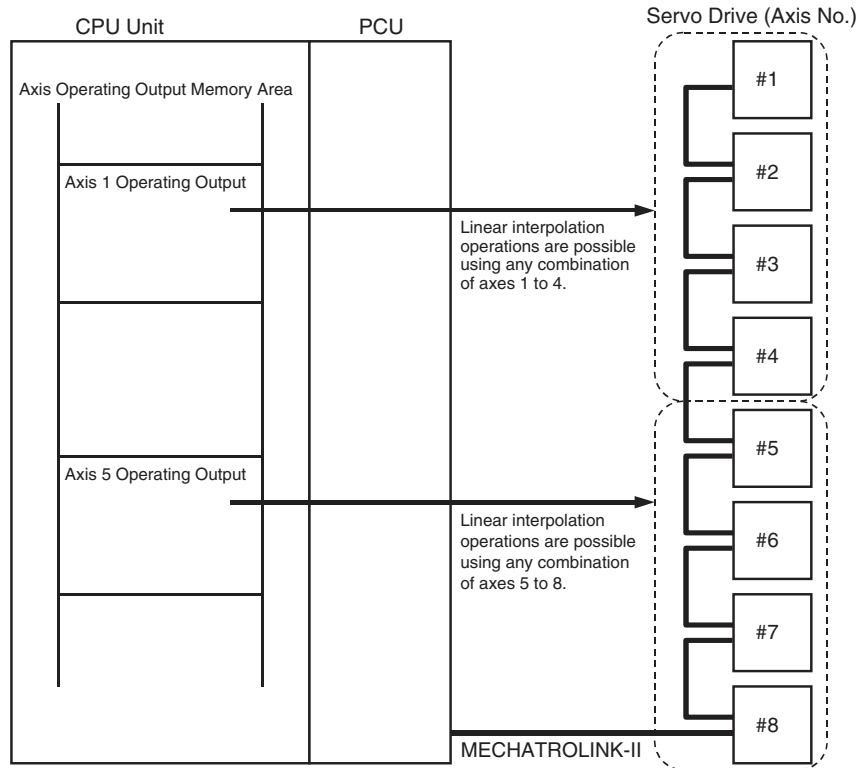 CPU Unit
PCU
Servo Drive (Axis No.)
Axis Operating Output Memory Area
Axis 1 Operating Output
Linear interpolation
operations are possible
using any combination
of axes 1 to 4.
Axis 5 Operating Output
Linear interpolation
operations are possible
using any combination
of axes 5 to 8.
MECHATROLINK-II
#1
#2
#3
#4
#5
#6
#7
#8